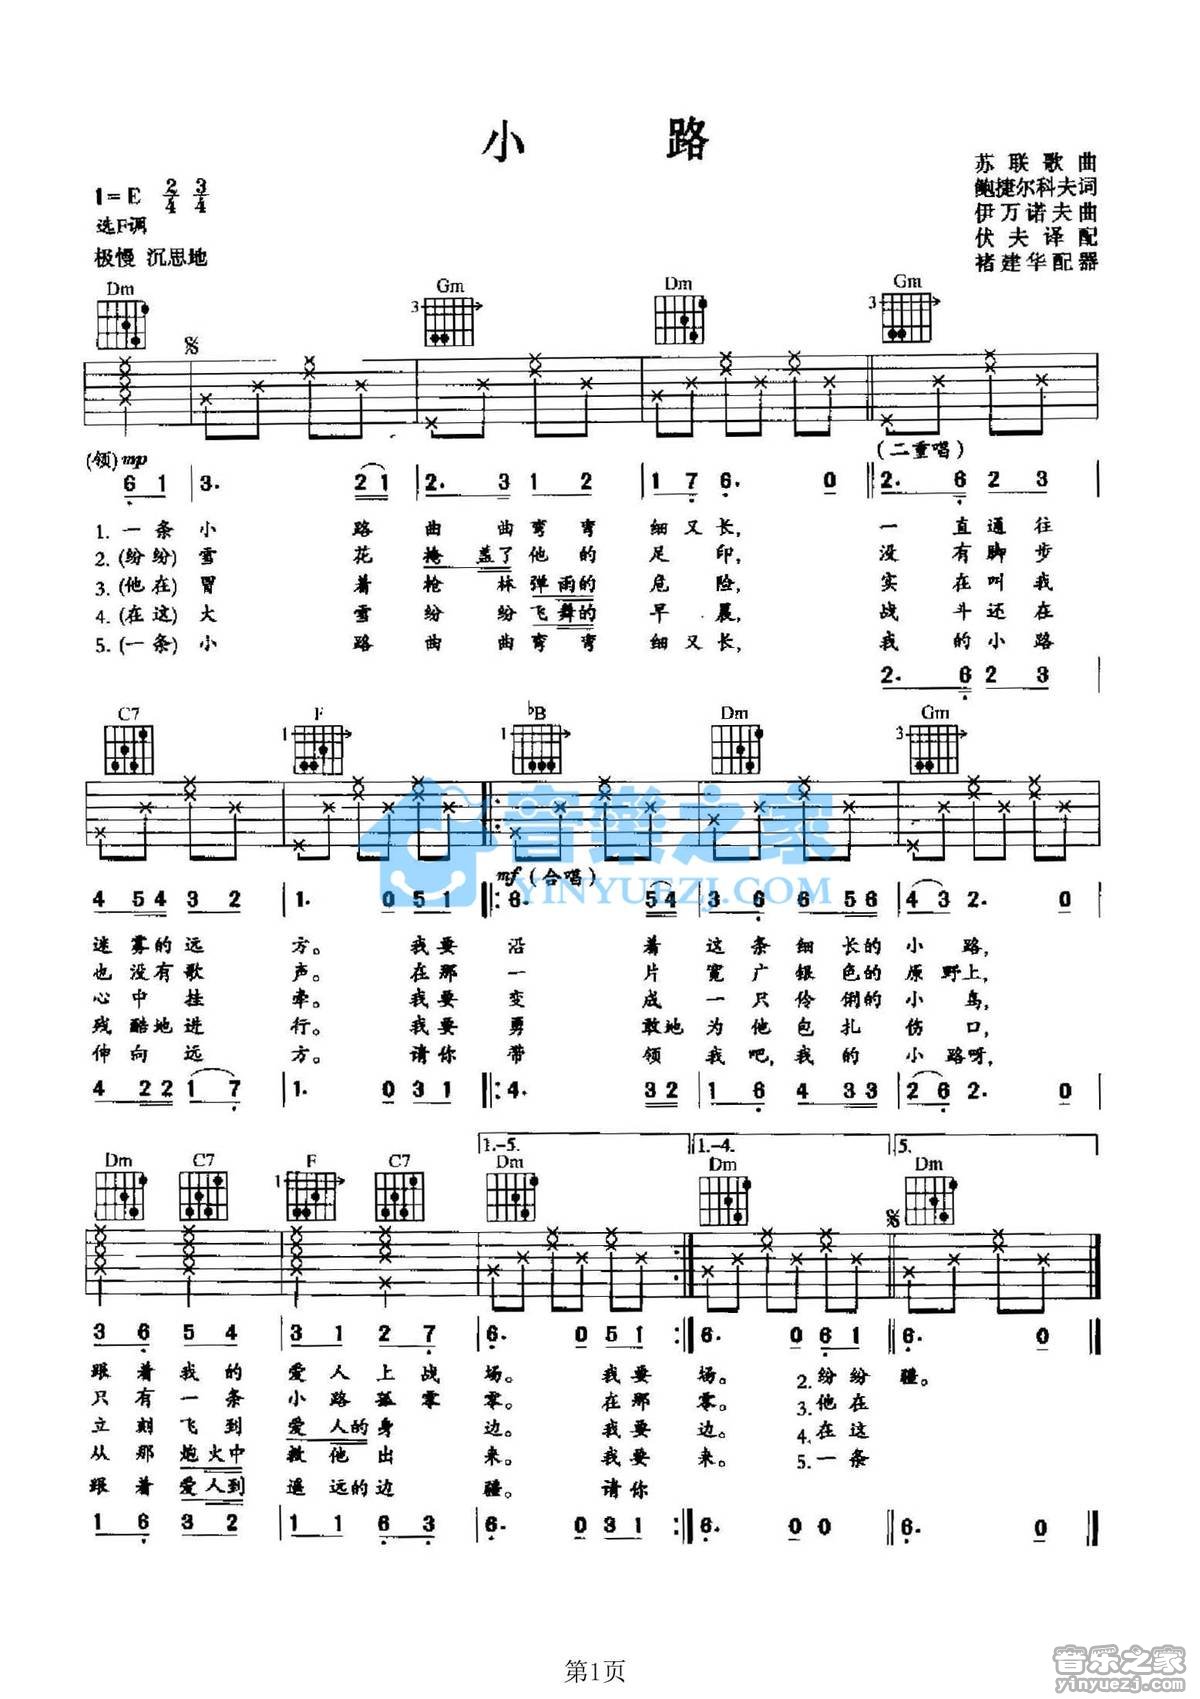 小 路
1=E 2/4 3/4
选F调
极慢 沉思地
苏联歌曲
鲍捷尔科夫词
伊万诺夫曲
伏夫译配
褚建华配器
Dm Gm Dm Gm
3 3
(领) mp (二重唱)
6 1 3· 2 1 2· 3 1 2 1 7 6· 0 2· 6 2 3
1. 一条小 路曲曲弯弯细又长, 一直通往
2. (纷纷)雪 花掩盖了他的足印, 没有脚步
3. (他在)冒 着枪林弹雨的危险, 实在叫我
4. (在这)大 雪纷纷飞舞的早晨, 战斗还在
5. (一条)小 路曲曲弯弯细又长, 我的小路
2· 6 2 3
C7 F ♭B Dm Gm
1 1 3
mf (合唱)
音樂之家
YINYUEZJ.COM
4 5 4 3 2 1· 0 5 1 6· 5 4 3 6 6 5 6 4 3 2· 0
迷雾的远方。我要沿着这条细长的小路,
也没有歌声。在那一片宽广银色的原野上,
心中挂牵。我要变成一只伶俐的小鸟,
残酷地进行。我要勇敢地为他包扎伤口,
伸向远方。请你带领我吧,我的小路呀,
4 2 2 1 7 1· 0 3 1 4· 3 2 1 6 4 3 3 2 6 2· 0
1.-5. 1.-4. 5.
Dm C7 F C7 Dm Dm Dm
1
3 6 5 4 3 1 2 7 6· 0 5 1 6· 0 6 1 6· 0
跟着我的爱人上战场。我要场。2. 纷纷疆。
只有一条小路孤零零。在那零。3. 他在
立刻飞到爱人的身边。我要边。4. 在这
从那炮火中救他出来。我要来。5. 一条
跟着爱人到遥远的边疆。请你
1 6 3 2 1 1 6 3 6· 0 3 1 6· 0 0 6· 0
第1页
音乐之家
yinyuezj.com